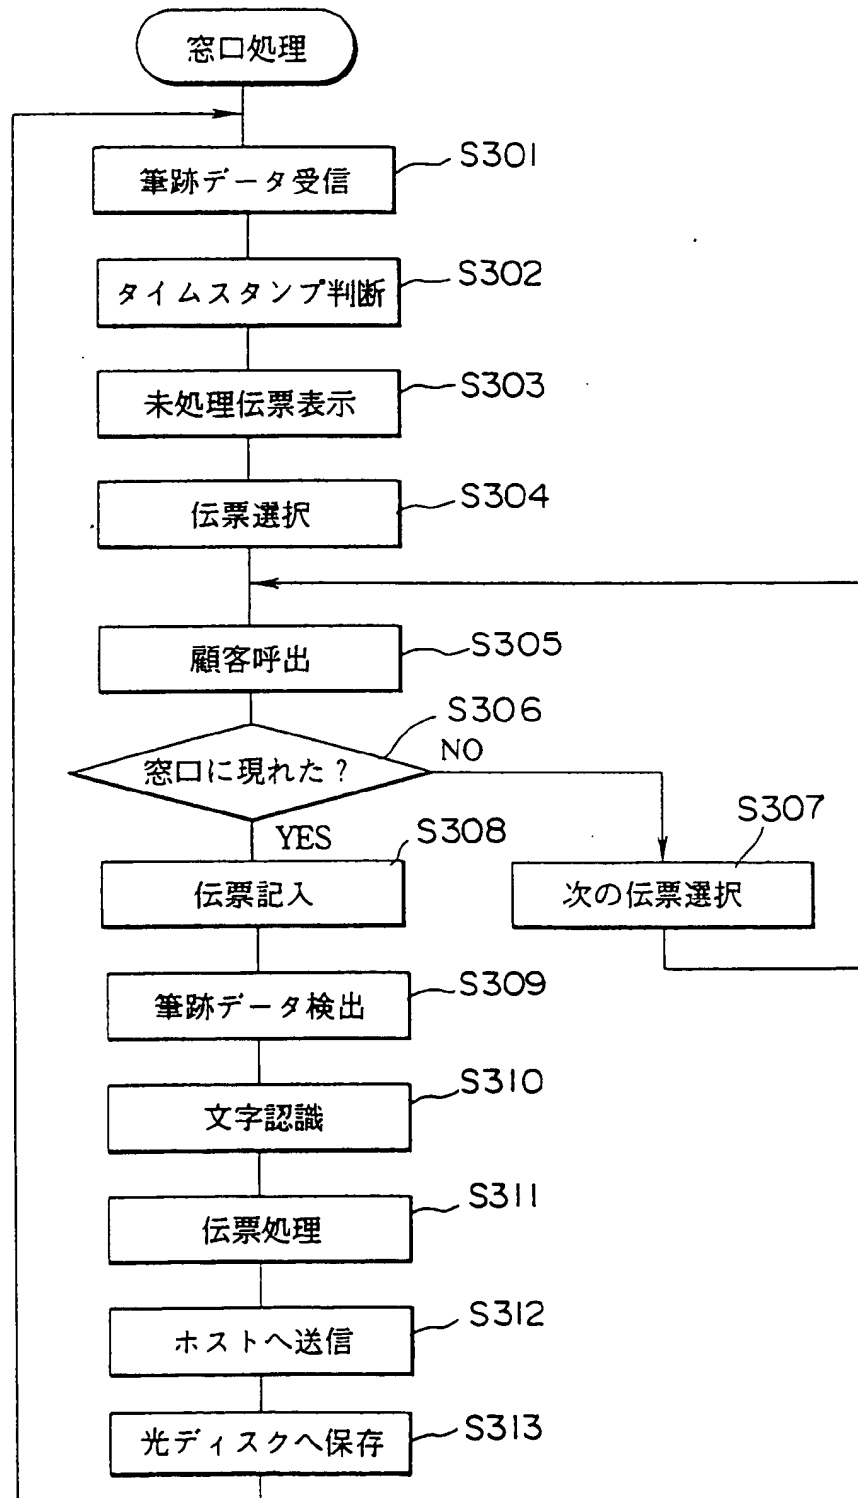 窓口処理
筆跡データ受信
S301
タイムスタンプ判断
S302
未処理伝票表示
S303
伝票選択
S304
顧客呼出
S305
窓口に現れた?
S306
NO
YES
次の伝票選択
S307
伝票記入
S308
筆跡データ検出
S309
文字認識
S310
伝票処理
S311
ホストへ送信
S312
光ディスクへ保存
S313